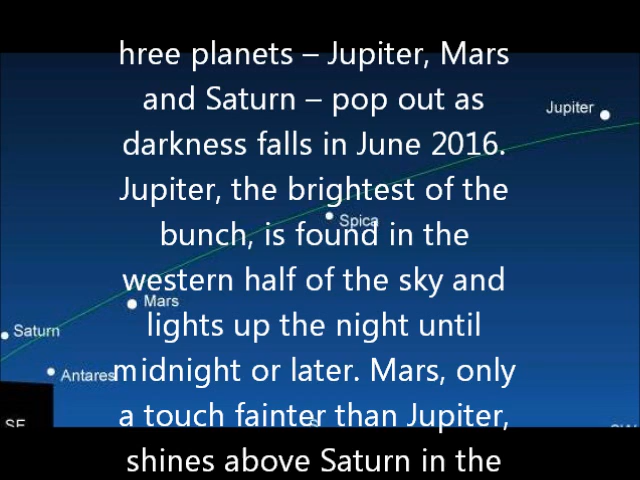 hree planets – Jupiter, Mars
and Saturn – pop out as
darkness falls in June 2016.
Jupiter, the brightest of the
bunch, is found in the
western half of the sky and
lights up the night until
midnight or later. Mars, only
a touch fainter than Jupiter,
shines above Saturn in the
Jupiter
Spica
Mars
Saturn
Antares
SE
S
SW